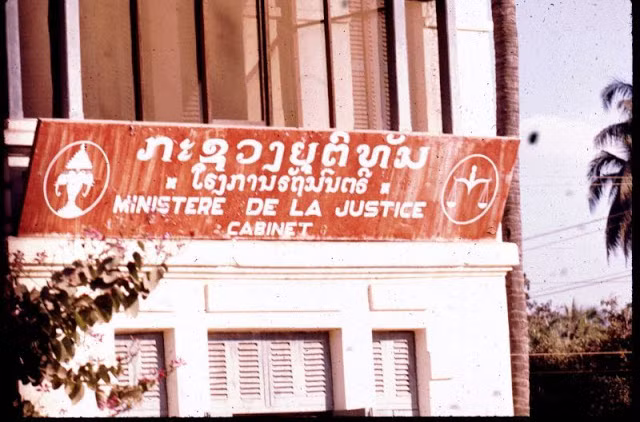 ກະຊວງຍຸຕິທັມ
× ໂຮງການຣັຖມົນຕຣີ ×
MINISTERE DE LA JUSTICE
CABINET